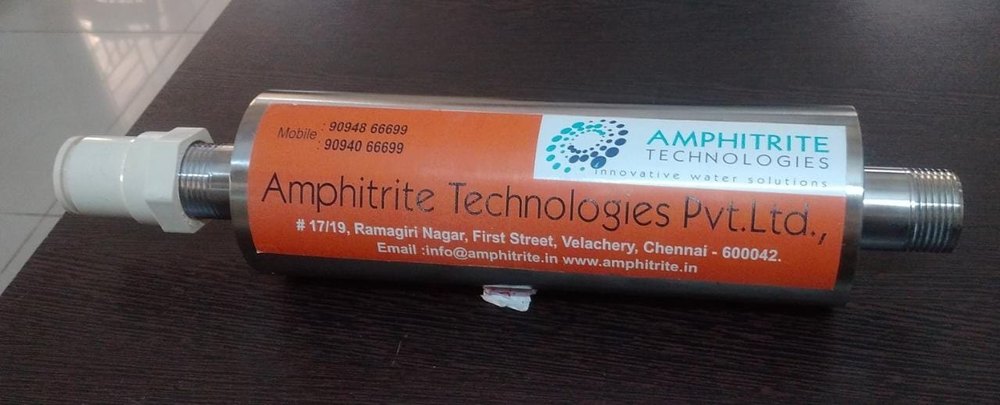 Mobile : 90948 66699
: 90940 66699
AMPHITRITE
TECHNOLOGIES
innovative water solutions
Amphitrite Technologies Pvt.Ltd.,
# 17/19, Ramagiri Nagar, First Street, Velachery, Chennai - 600042.
Email :info@amphitrite.in www.amphitrite.in